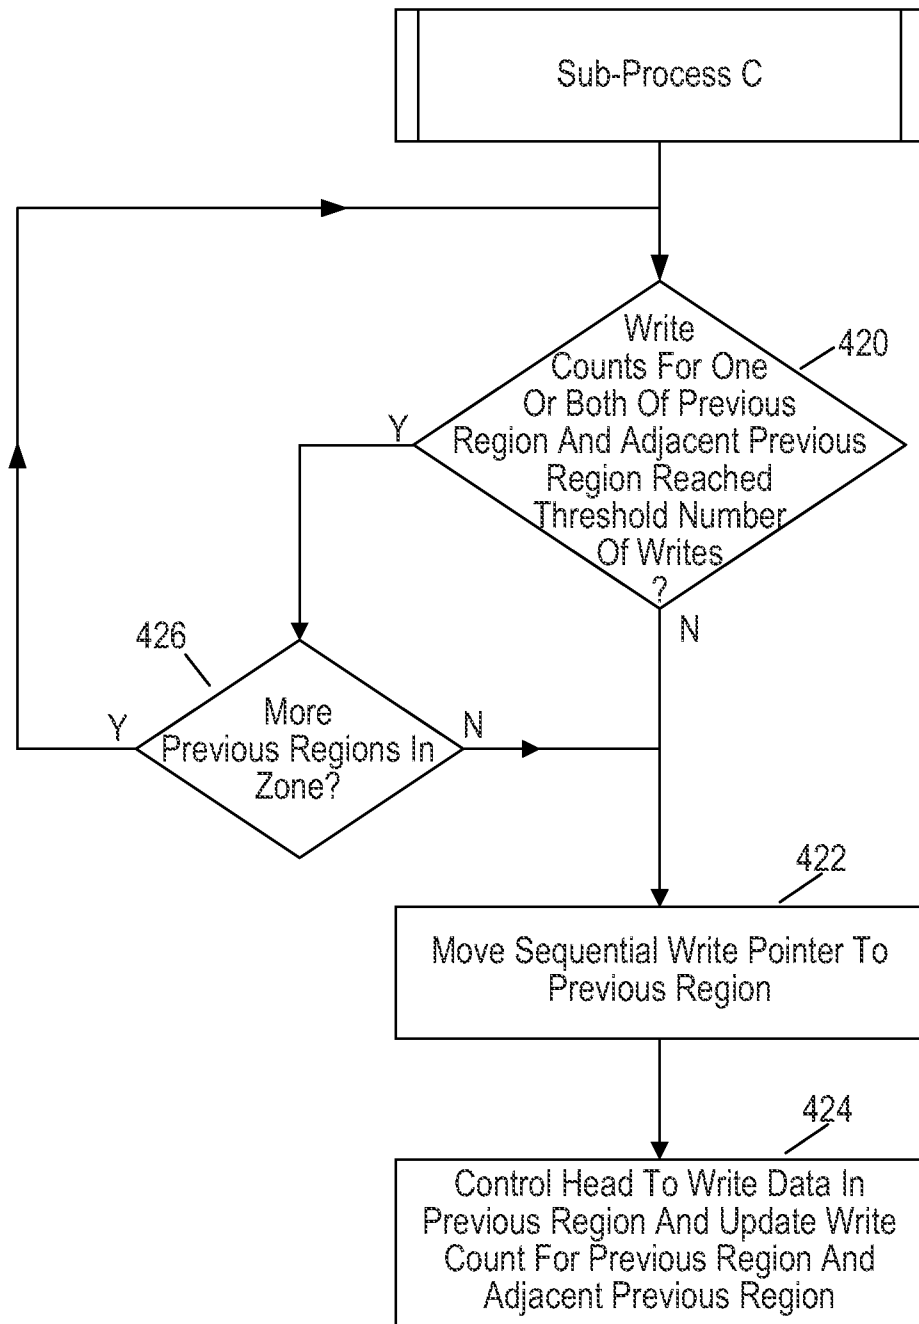 Sub-Process C
Write
Counts For One
Or Both Of Previous
Region And Adjacent Previous
Region Reached
Threshold Number
Of Writes
?
420
Y
N
426
More
Previous Regions In
Zone?
Y
N
422
Move Sequential Write Pointer To
Previous Region
424
Control Head To Write Data In
Previous Region And Update Write
Count For Previous Region And
Adjacent Previous Region